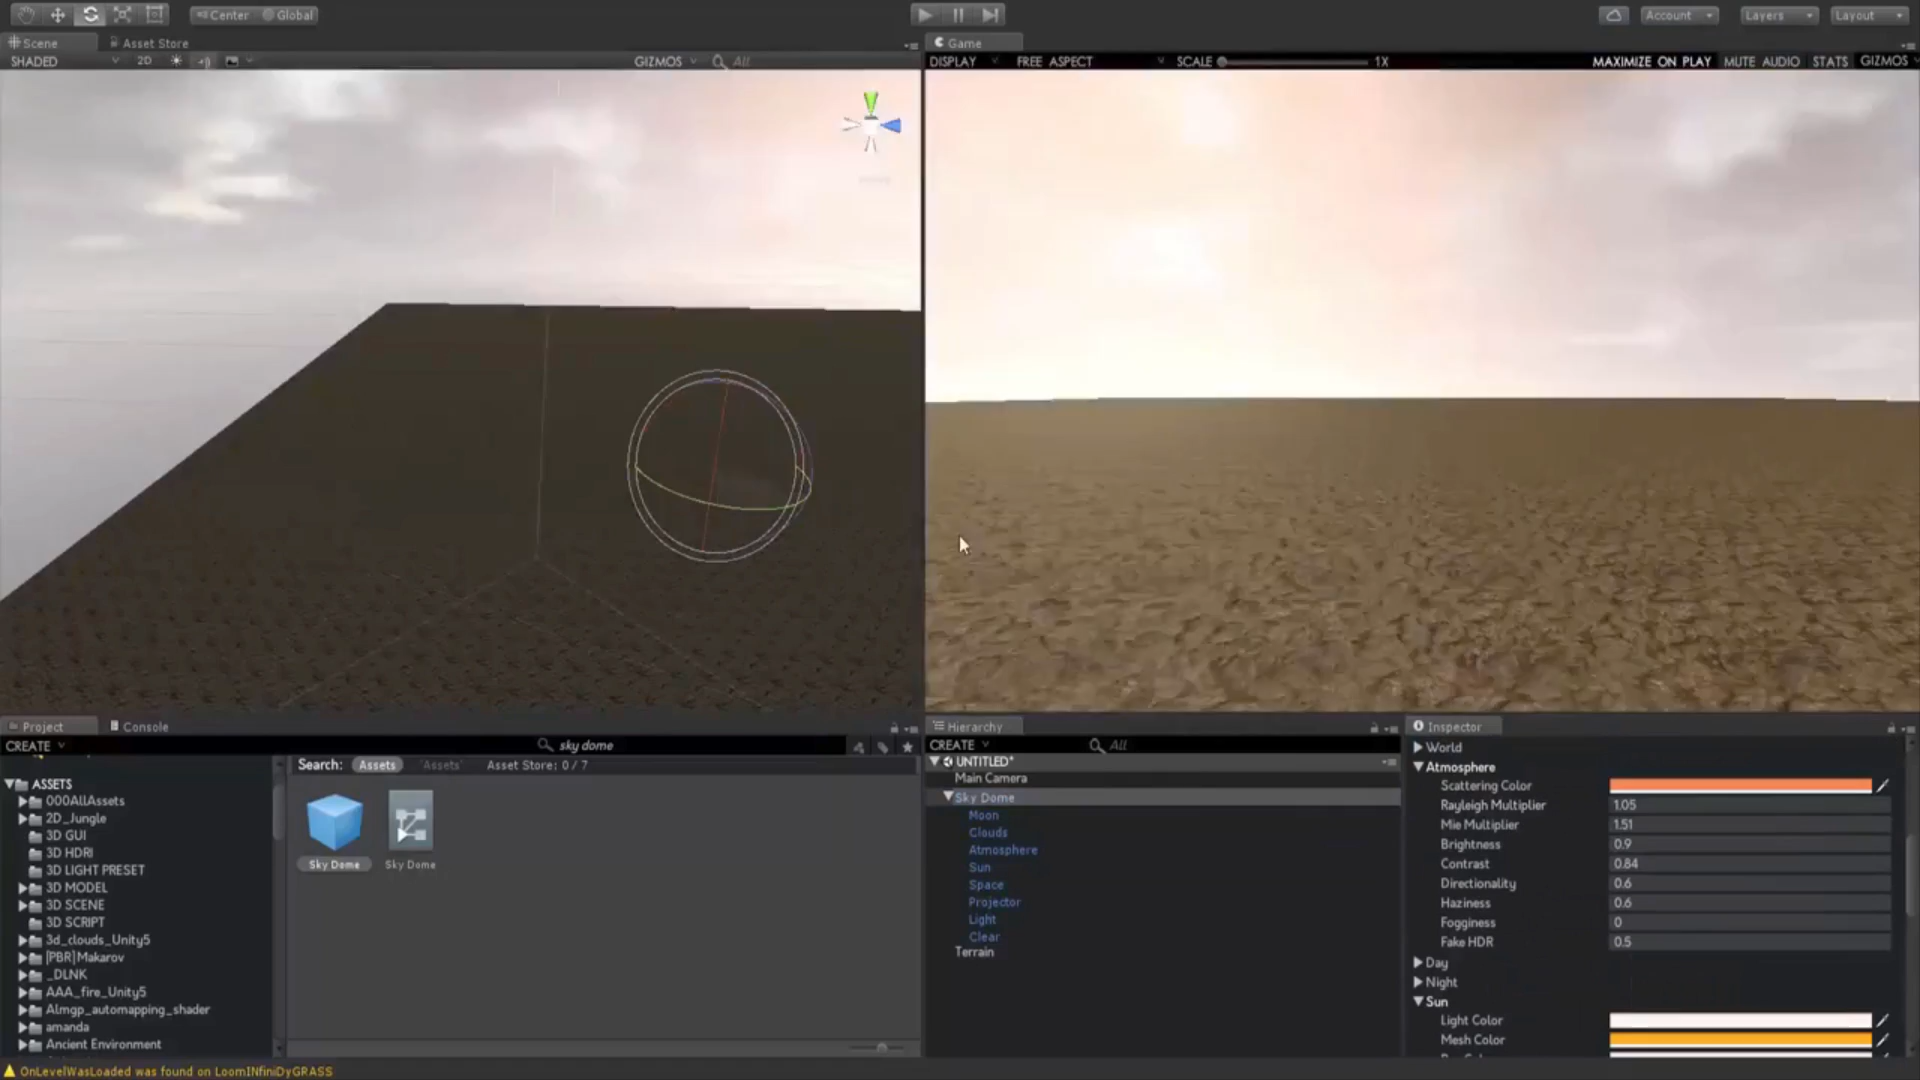 Center Global
Account Layers Layout
Scene Asset Store
Game
SHADED 2D GIZMOS All
DISPLAY FREE ASPECT SCALE 1X MAXIMIZE ON PLAY MUTE AUDIO STATS GIZMOS
Project Console
CREATE sky dome
ASSETS
000AllAssets
2D_Jungle
3D GUI
3D HDRI
3D LIGHT PRESET
3D MODEL
3D SCENE
3D SCRIPT
3d_clouds_Unity5
[PBR]Makarov
_DLNK
AAA_fire_Unity5
Almgp_automapping_shader
amanda
Ancient Environment
Search: Assets 'Assets' Asset Store: 0 / 7
Sky Dome Sky Dome
Hierarchy
CREATE All
UNTITLED*
Main Camera
Sky Dome
Moon
Clouds
Atmosphere
Sun
Space
Projector
Light
Clear
Terrain
Inspector
World
Atmosphere
Scattering Color
Rayleigh Multiplier 1.05
Mie Multiplier 1.51
Brightness 0.9
Contrast 0.84
Directionality 0.6
Haziness 0.6
Fogginess 0
Fake HDR 0.5
Day
Night
Sun
Light Color
Mesh Color
OnLevelWasLoaded was found on LoomINfiniDyGRASS